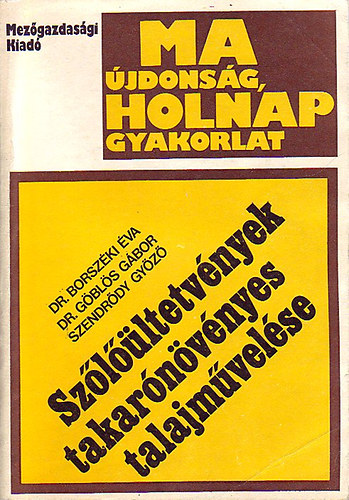 Mezőgazdasági
Kiadó
MA
ÚJDONSÁG,
HOLNAP
GYAKORLAT
DR. BORSZÉKI ÉVA
DR. GÖBLÖS GÁBOR
SZENDRŐDY GYŐZŐ
Szőlőültetvények
takarónövényes
talajművelése